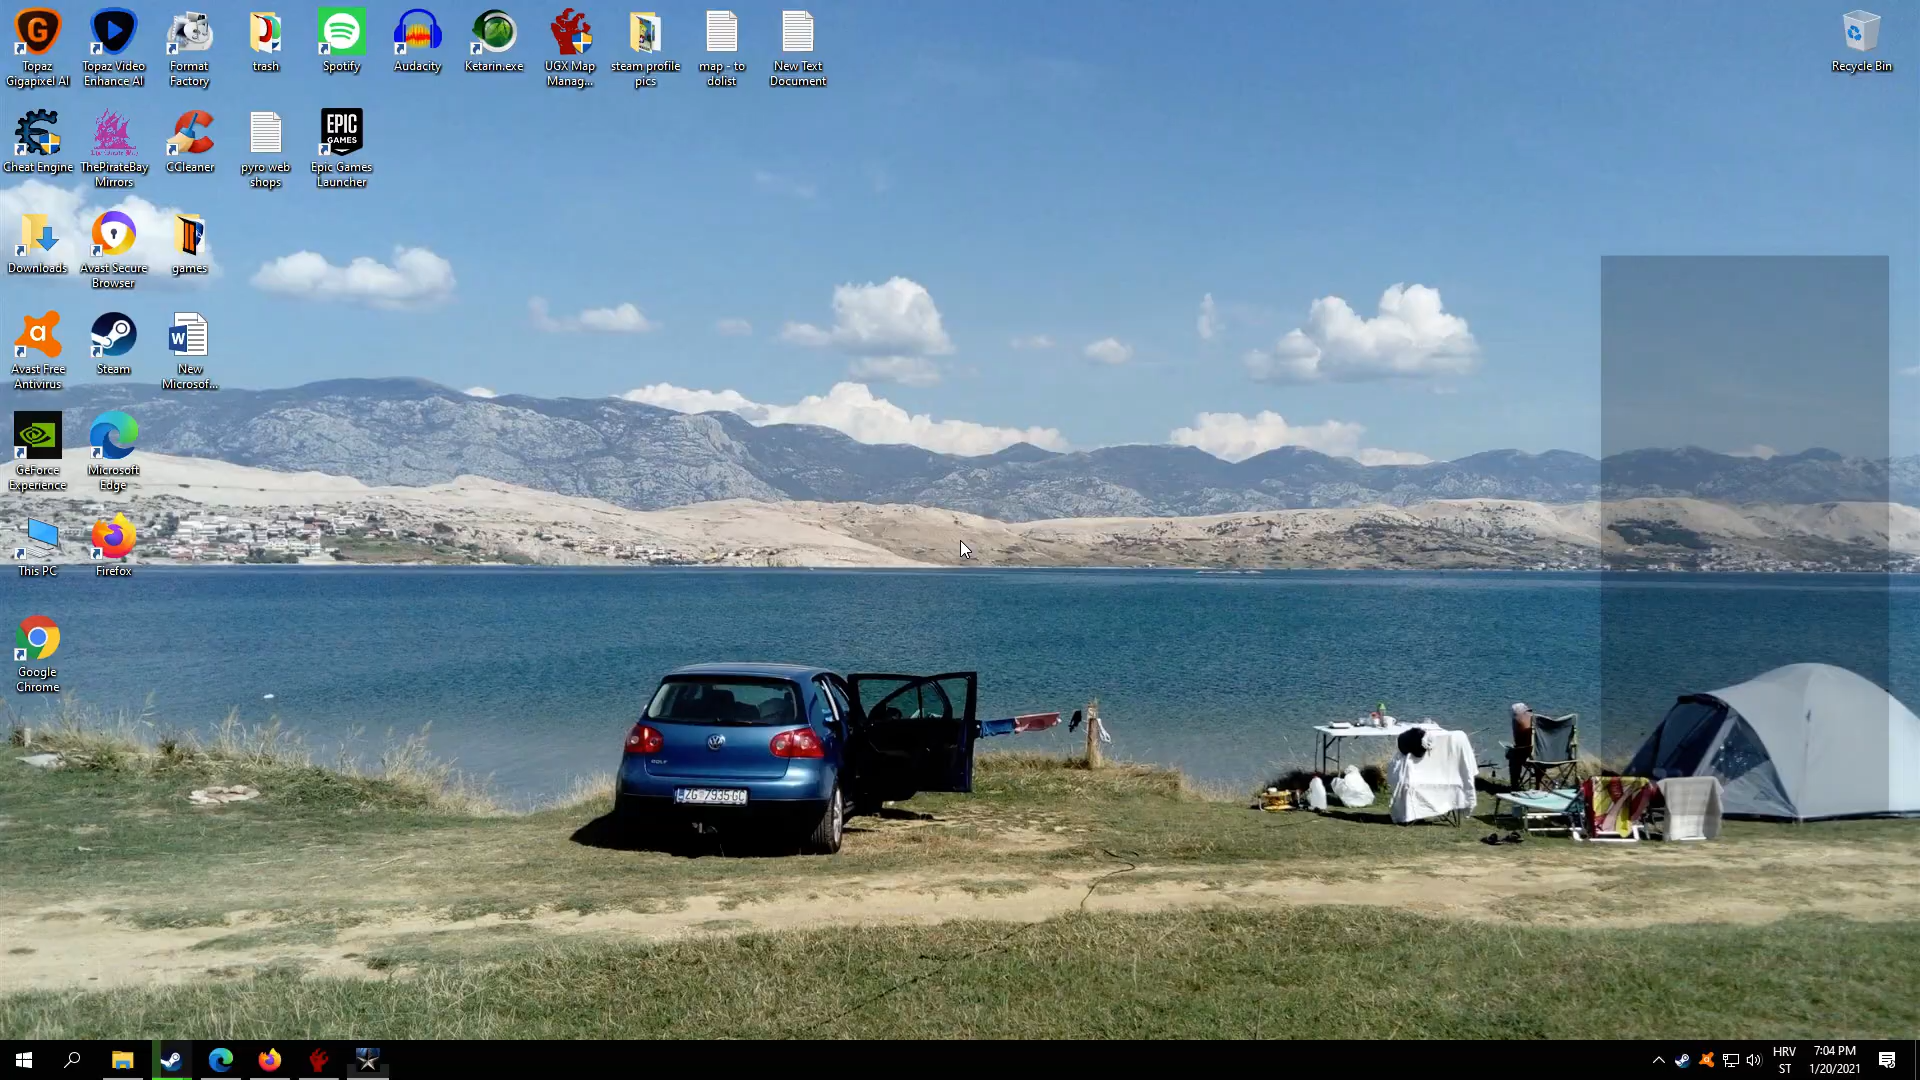 Topaz
Gigapixel AI
Topaz Video
Enhance AI
Format
Factory
trash
Spotify
Audacity
Ketarin.exe
UGX Map
Manag...
steam profile
pics
map - to
dolist
New Text
Document
Recycle Bin
Cheat Engine
ThePirateBay
Mirrors
CCleaner
pyro web
shops
EPIC
GAMES
Epic Games
Launcher
Downloads
Avast Secure
Browser
games
Avast Free
Antivirus
Steam
New
Microsof...
GeForce
Experience
Microsoft
Edge
This PC
Firefox
Google
Chrome
GOLF
ZG 7935 GC
HRV
ST
7:04 PM
1/20/2021